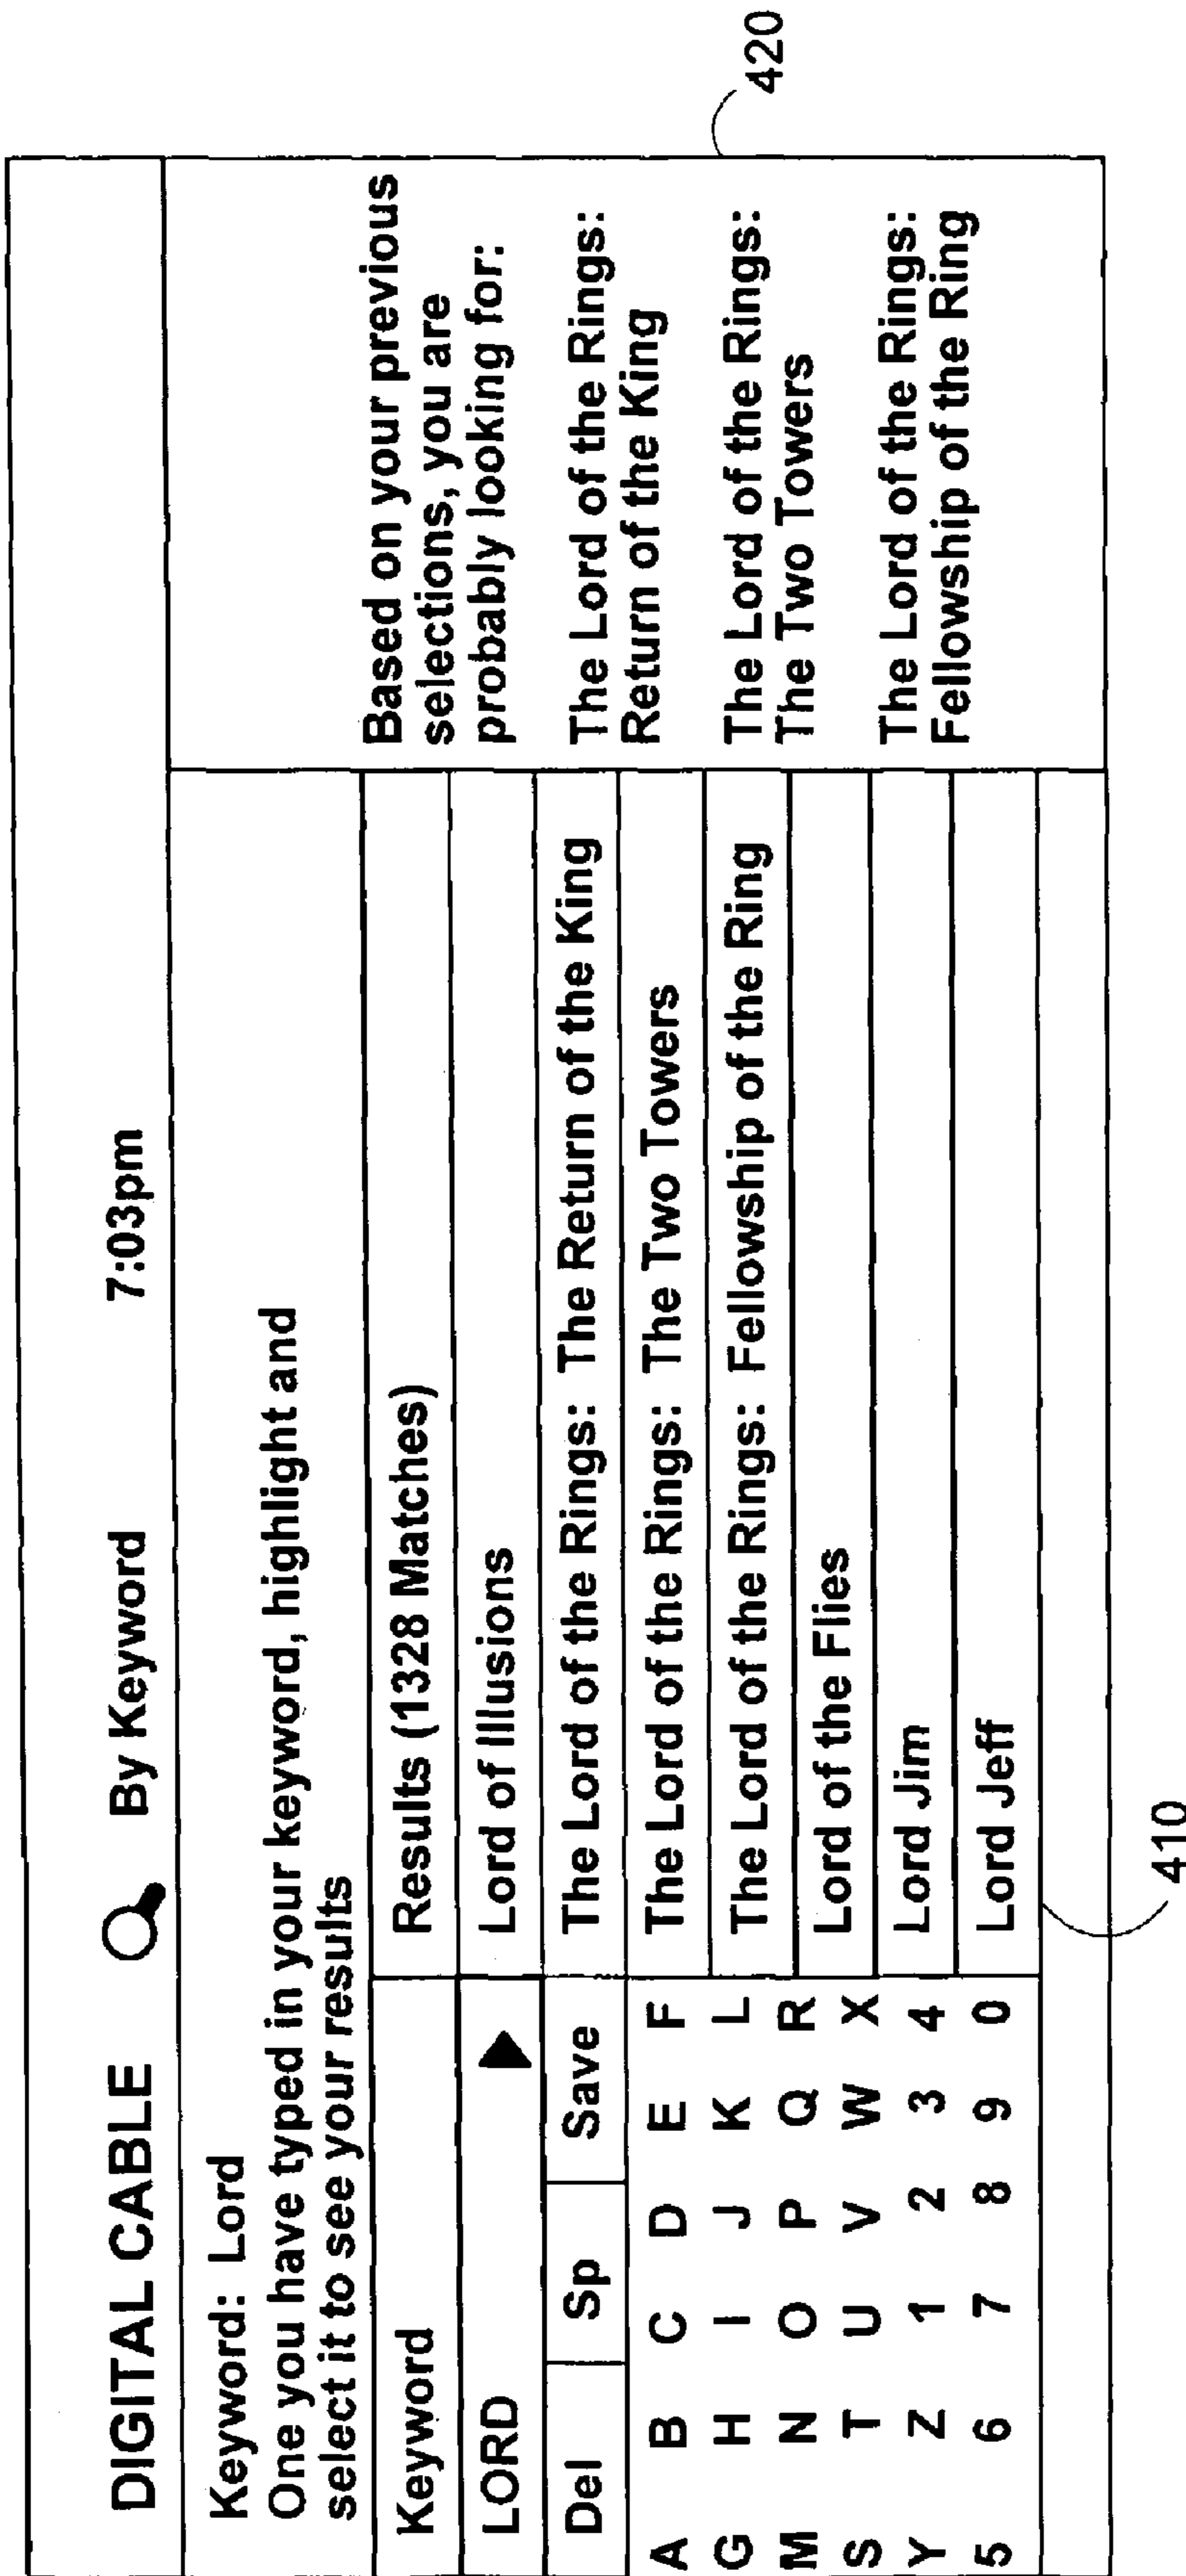 DIGITAL CABLE By Keyword 7:03pm
Keyword: Lord
One you have typed in your keyword, highlight and
select it to see your results
Keyword
LORD
Del Sp Save
A B C D E F
G H I J K L
M N O P Q R
S T U V W X
Y Z 1 2 3 4
5 6 7 8 9 0
Results (1328 Matches)
Lord of Illusions
The Lord of the Rings: The Return of the King
The Lord of the Rings: The Two Towers
The Lord of the Rings: Fellowship of the Ring
Lord of the Flies
Lord Jim
Lord Jeff
410
Based on your previous
selections, you are
probably looking for:
The Lord of the Rings:
Return of the King
The Lord of the Rings:
The Two Towers
The Lord of the Rings:
Fellowship of the Ring
420